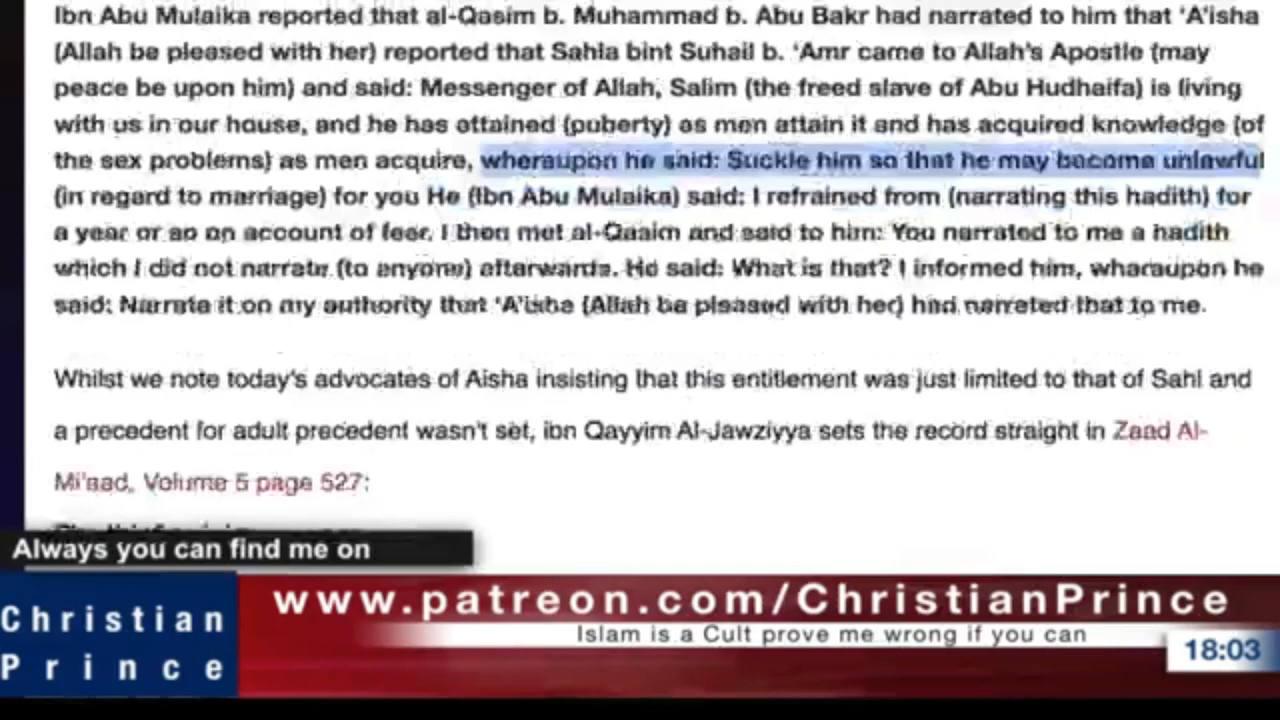 Ibn Abu Mulaika reported that al-Qasim b. Muhammad b. Abu Bakr had narrated to him that 'A'isha
(Allah be pleased with her) reported that Sahla bint Suhail b. 'Amr came to Allah's Apostle (may
peace be upon him) and said: Messenger of Allah, Salim (the freed slave of Abu Hudhaifa) is living
with us in our house, and he has attained (puberty) as men attain it and has acquired knowledge (of
the sex problems) as men acquire, whereupon he said: Suckle him so that he may become unlawful
(in regard to marriage) for you He (Ibn Abu Mulaika) said: I refrained from (narrating this hadith) for
a year or so on account of fear. I then met al-Qasim and said to him: You narrated to me a hadith
which I did not narrate (to anyone) afterwards. He said: What is that? I informed him, whereupon he
said: Narrate it on my authority that 'A'isha (Allah be pleased with her) had narrated that to me.
Whilst we note today's advocates of Aisha insisting that this entitlement was just limited to that of Sahl and
a precedent for adult precedent wasn't set, ibn Qayyim Al-Jawziyya sets the record straight in Zaad Al-
Mi'aad, Volume 5 page 527:
Always you can find me on
www.patreon.com/ChristianPrince
Christian
Prince
Islam is a Cult prove me wrong if you can
18:03